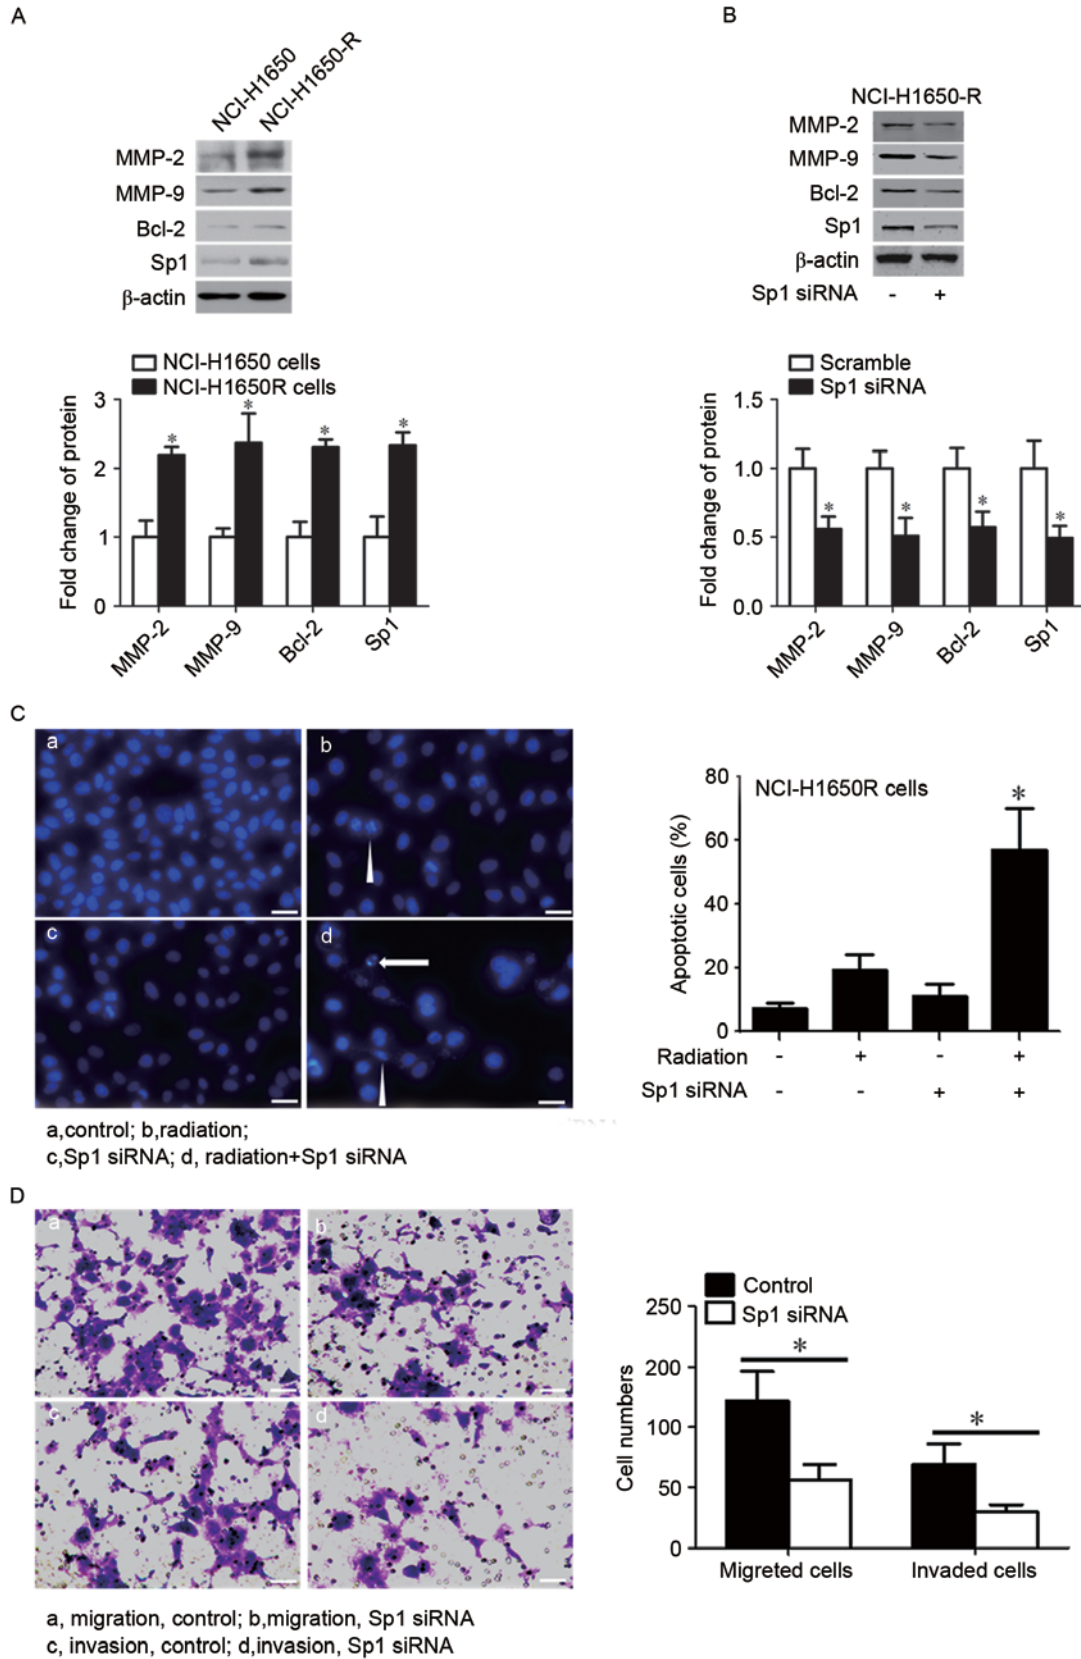 A
NCI-H1650
NCI-H1650-R
MMP-2
MMP-9
Bcl-2
Sp1
β-actin
NCI-H1650 cells
NCI-H1650R cells
Fold change of protein
3
2
1
0
* * * *
MMP-2 MMP-9 Bcl-2 Sp1
B
NCI-H1650-R
MMP-2
MMP-9
Bcl-2
Sp1
β-actin
Sp1 siRNA - +
Scramble
Sp1 siRNA
Fold change of protein
1.5
1.0
0.5
0.0
* * * *
MMP-2 MMP-9 Bcl-2 Sp1
C
a
b
c
d
a,control; b,radiation;
c,Sp1 siRNA; d, radiation+Sp1 siRNA
NCI-H1650R cells
Apoptotic cells (%)
80
60
40
20
0
*
Radiation - + - +
Sp1 siRNA - - + +
D
a
b
c
d
a, migration, control; b,migration, Sp1 siRNA
c, invasion, control; d,invasion, Sp1 siRNA
Control
Sp1 siRNA
Cell numbers
250
200
100
50
0
* *
Migreted cells Invaded cells